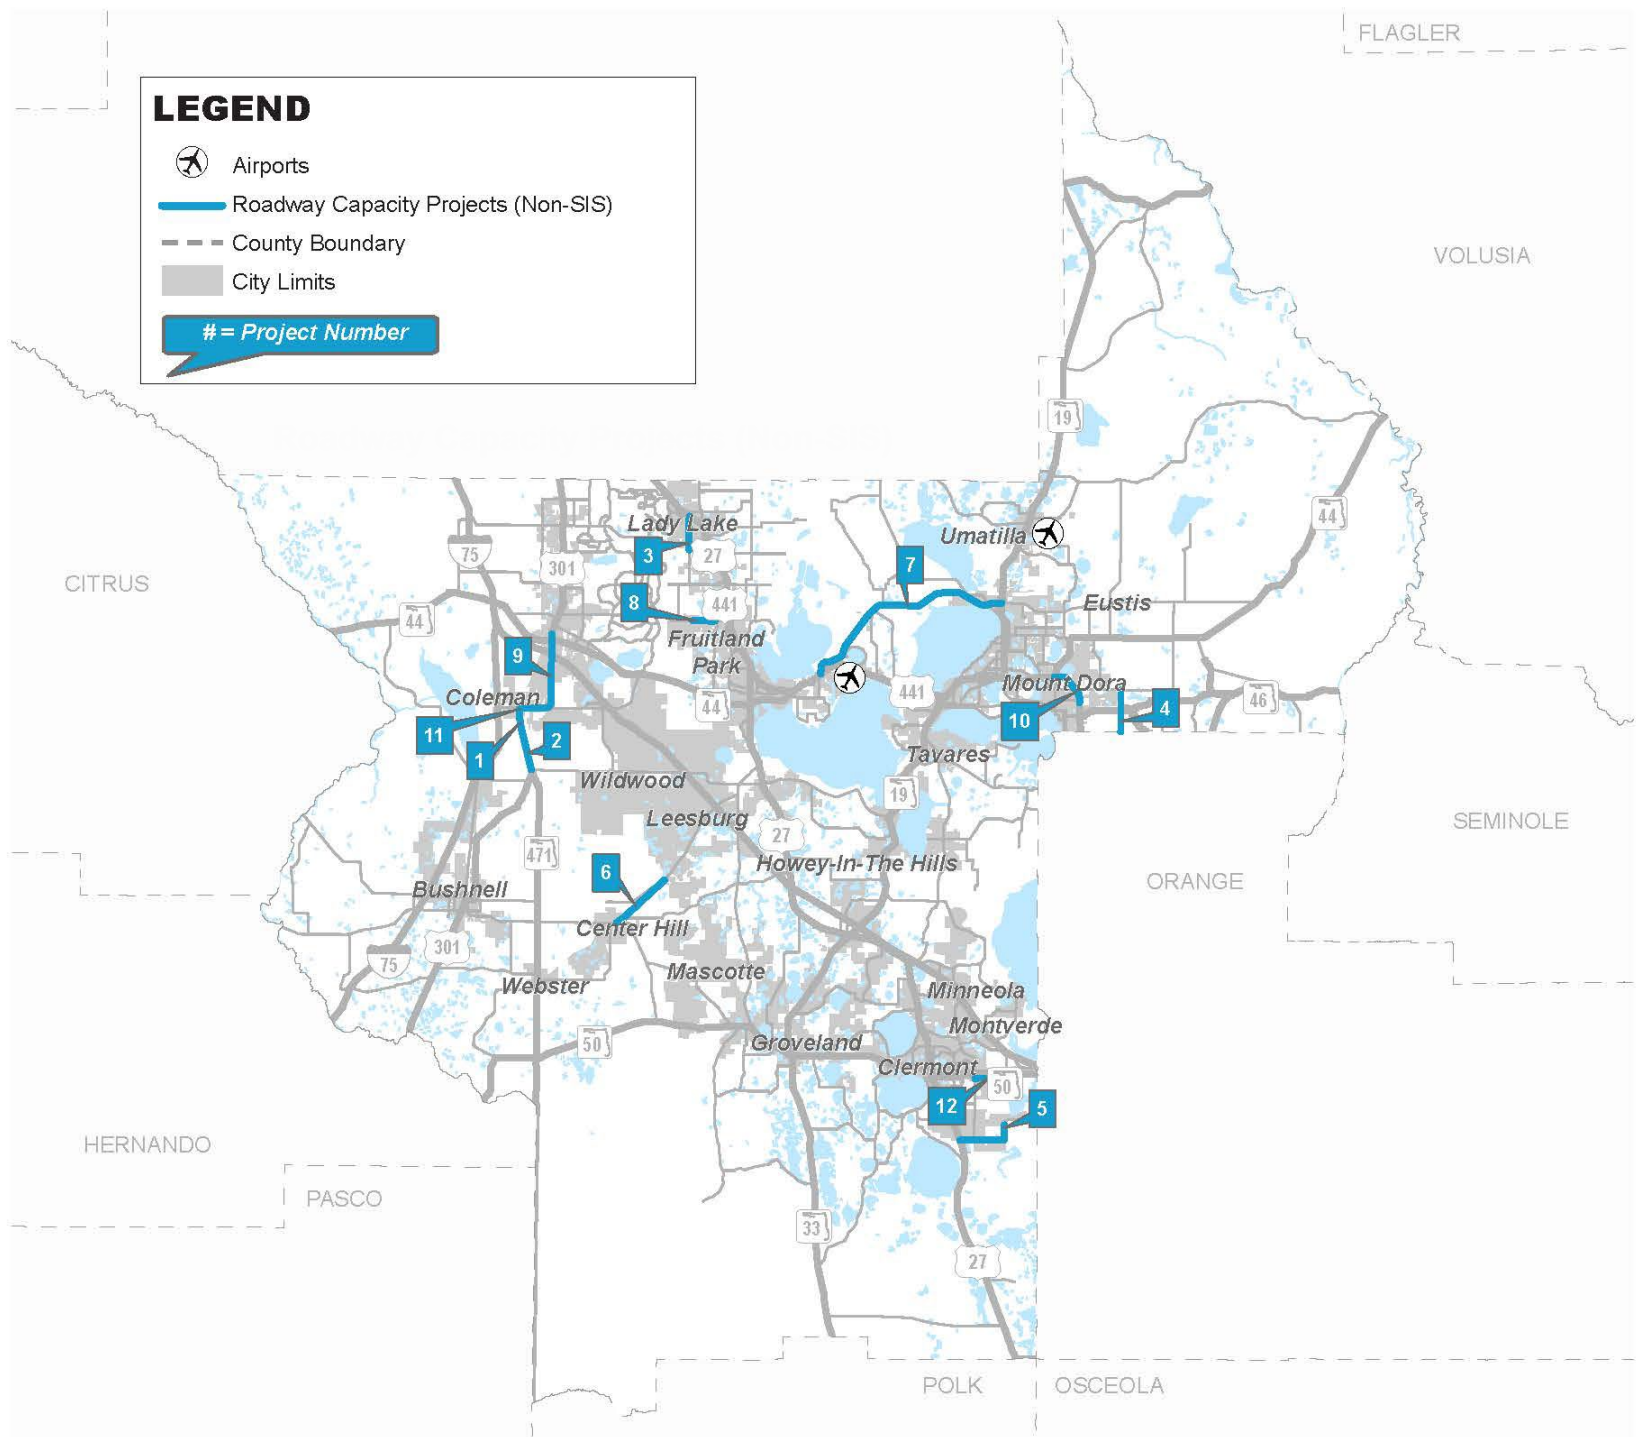 FLAGLER
LEGEND
Airports
Roadway Capacity Projects (Non-SIS)
County Boundary
City Limits
# = Project Number
VOLUSIA
19
44
Lady Lake
Umatilla
75
3
27
301
7
CITRUS
44
8
441
Eustis
Fruitland
Park
9
Coleman
44
441
Mount Dora
46
11
10
4
1
2
Tavares
Wildwood
19
Leesburg
27
SEMINOLE
471
6
Howey-In-The Hills
ORANGE
Bushnell
Center Hill
301
75
Mascotte
Webster
Minneola
Montverde
50
Groveland
Clermont
50
12
5
HERNANDO
PASCO
33
27
POLK
OSCEOLA